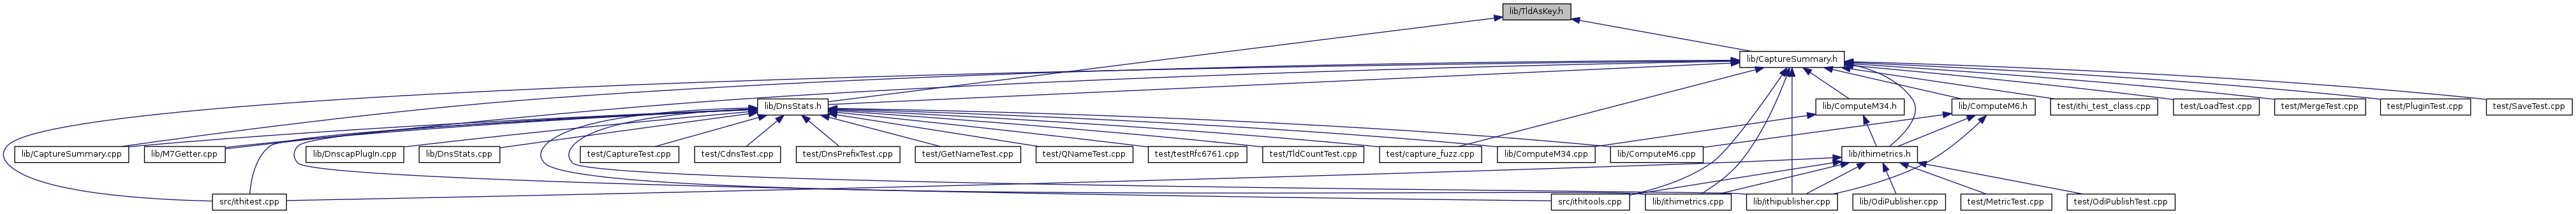 lib/TldAsKey.h
lib/CaptureSummary.h
lib/DnsStats.h
lib/ComputeM34.h
lib/ComputeM6.h
test/ithi_test_class.cpp
test/LoadTest.cpp
test/MergeTest.cpp
test/PluginTest.cpp
test/SaveTest.cpp
lib/CaptureSummary.cpp
lib/M7Getter.cpp
lib/DnscapPlugIn.cpp
lib/DnsStats.cpp
test/CaptureTest.cpp
test/CdnsTest.cpp
test/DnsPrefixTest.cpp
test/GetNameTest.cpp
test/QNameTest.cpp
test/testRfc6761.cpp
test/TldCountTest.cpp
test/capture_fuzz.cpp
lib/ComputeM34.cpp
lib/ComputeM6.cpp
lib/ithimetrics.h
src/ithitest.cpp
src/ithitools.cpp
lib/ithimetrics.cpp
lib/ithipublisher.cpp
lib/OdiPublisher.cpp
test/MetricTest.cpp
test/OdiPublishTest.cpp